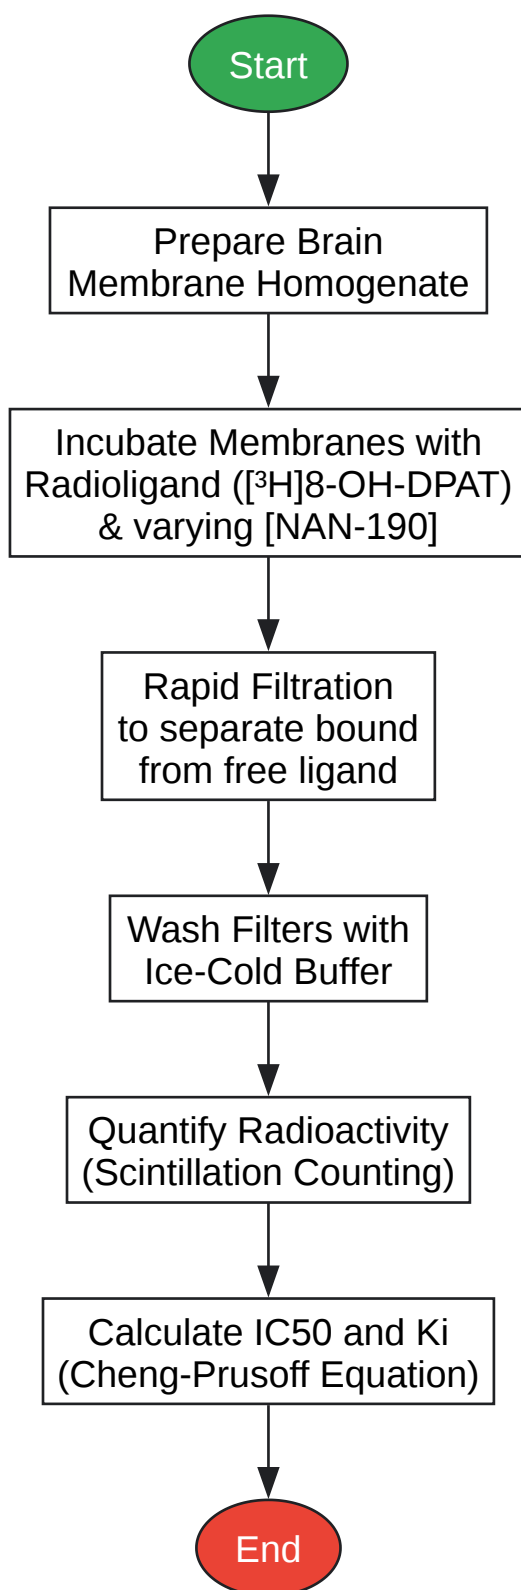 Start
Prepare Brain
Membrane Homogenate
Incubate Membranes with
Radioligand ([³H]8-OH-DPAT)
& varying [NAN-190]
Rapid Filtration
to separate bound
from free ligand
Wash Filters with
Ice-Cold Buffer
Quantify Radioactivity
(Scintillation Counting)
Calculate IC50 and Ki
(Cheng-Prusoff Equation)
End